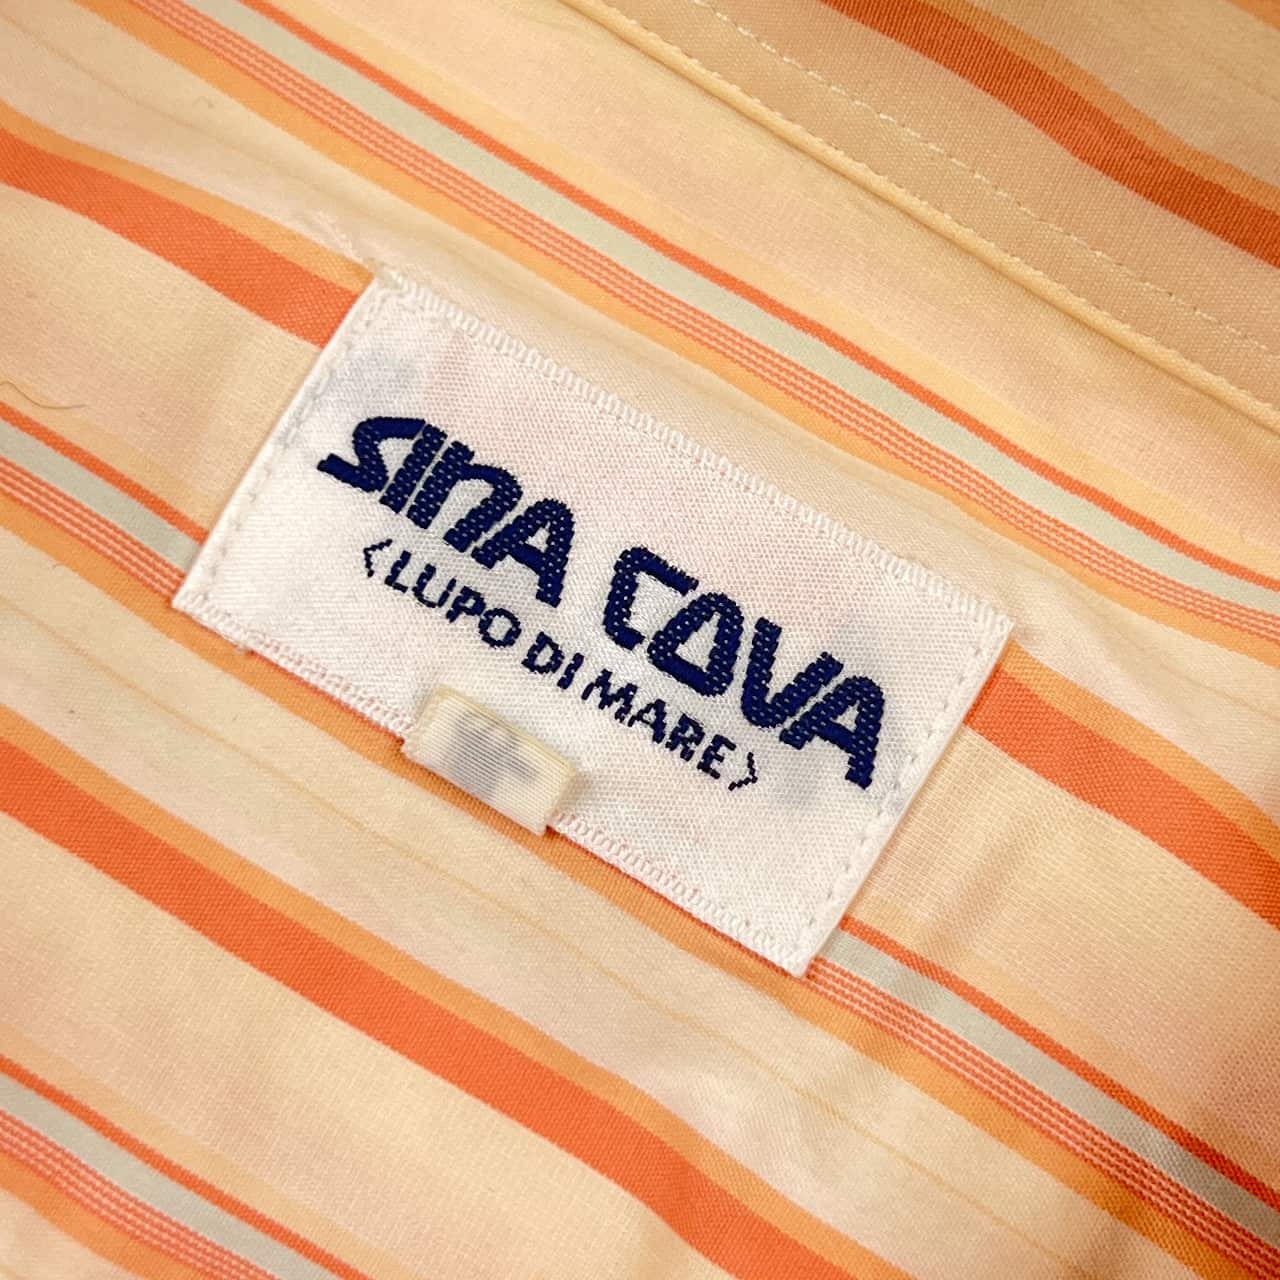 SINA COVA
〈LUPO DI MARE〉